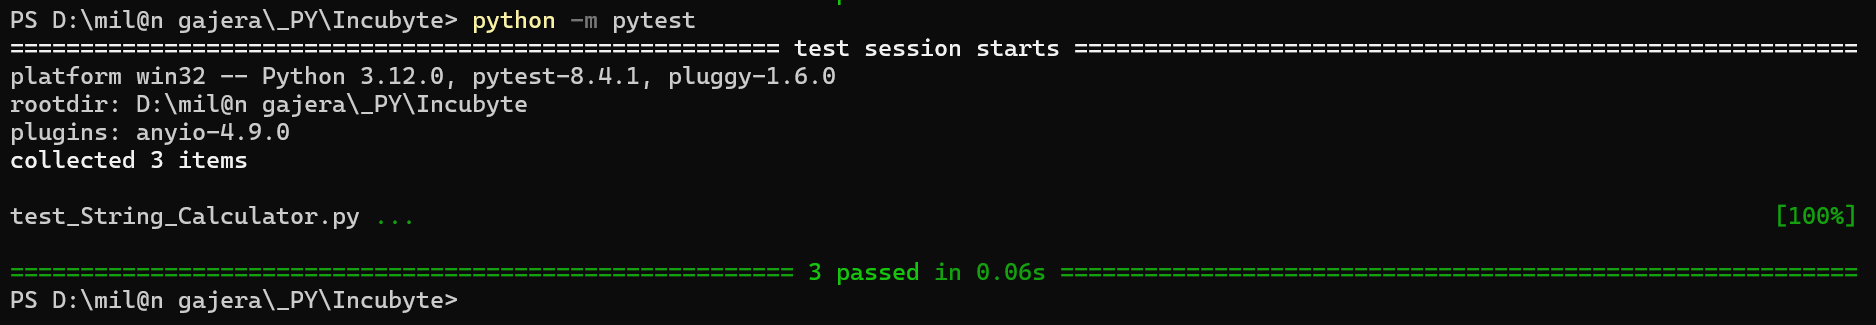 PS D:\mil@n gajera\_PY\Incubyte> python -m pytest
======================================================= test session starts ========================================================
platform win32 -- Python 3.12.0, pytest-8.4.1, pluggy-1.6.0
rootdir: D:\mil@n gajera\_PY\Incubyte
plugins: anyio-4.9.0
collected 3 items
test_String_Calculator.py ... [100%]
======================================================== 3 passed in 0.06s =========================================================
PS D:\mil@n gajera\_PY\Incubyte>